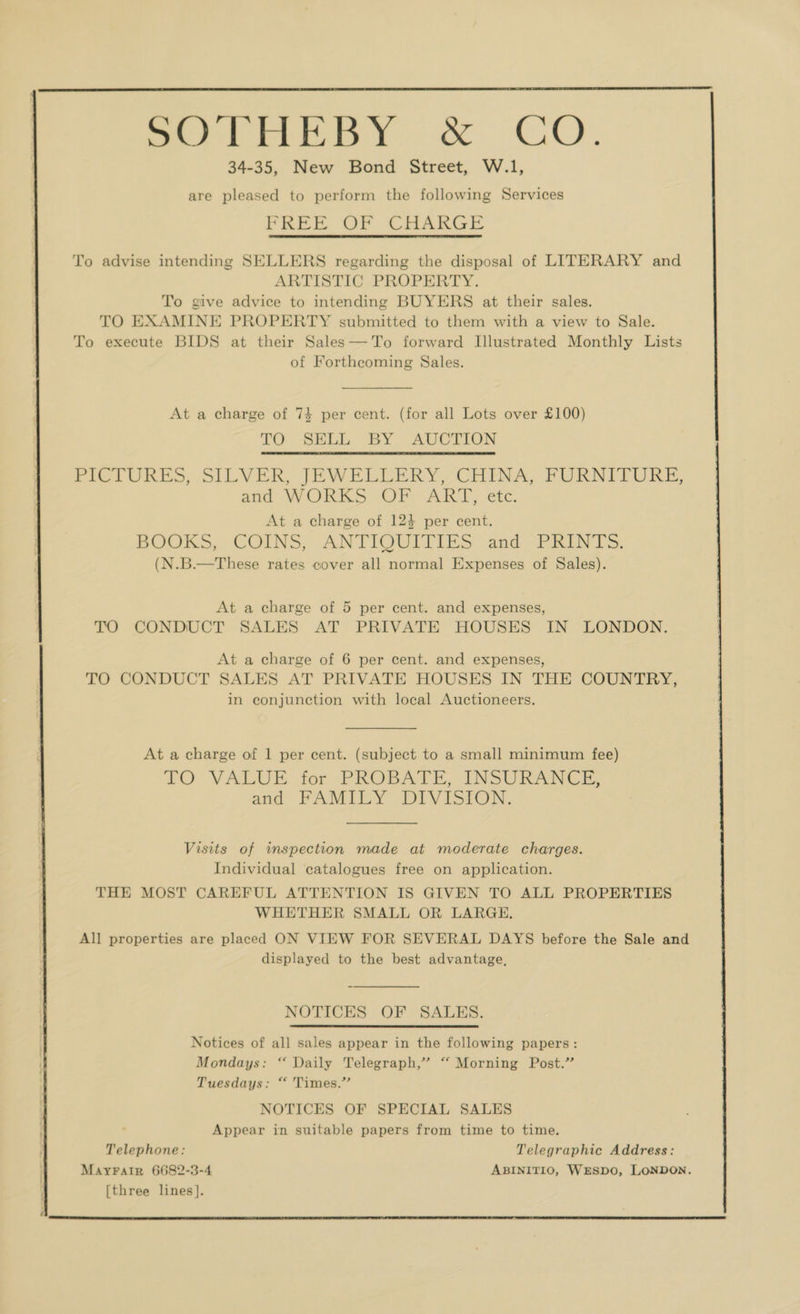 SOTHEBY & CO.
34-35, New Bond Street, W.1,
are pleased to perform the following Services
FREE OF CHARGE
To advise intending SELLERS regarding the disposal of LITERARY and
ARTISTIC PROPERTY.
To give advice to intending BUYERS at their sales.
TO EXAMINE PROPERTY submitted to them with a view to Sale.
To execute BIDS at their Sales—To forward Illustrated Monthly Lists
of Forthcoming Sales.
At a charge of 7½ per cent. (for all Lots over £100)
TO SELL BY AUCTION
PICTURES, SILVER, JEWELLERY, CHINA, FURNITURE,
and WORKS OF ART, etc.
At a charge of 12½ per cent.
BOOKS, COINS, ANTIQUITIES and PRINTS.
(N.B.—These rates cover all normal Expenses of Sales).
At a charge of 5 per cent. and expenses,
TO CONDUCT SALES AT PRIVATE HOUSES IN LONDON.
At a charge of 6 per cent. and expenses,
TO CONDUCT SALES AT PRIVATE HOUSES IN THE COUNTRY,
in conjunction with local Auctioneers.
At a charge of 1 per cent. (subject to a small minimum fee)
TO VALUE for PROBATE, INSURANCE,
and FAMILY DIVISION.
Visits of inspection made at moderate charges.
Individual catalogues free on application.
THE MOST CAREFUL ATTENTION IS GIVEN TO ALL PROPERTIES
WHETHER SMALL OR LARGE.
All properties are placed ON VIEW FOR SEVERAL DAYS before the Sale and
displayed to the best advantage.
NOTICES OF SALES.
Notices of all sales appear in the following papers:
Mondays: “ Daily Telegraph,” “ Morning Post.”
Tuesdays: “ Times.”
NOTICES OF SPECIAL SALES
Appear in suitable papers from time to time.
Telephone: Telegraphic Address:
MAYFAIR 6682-3-4 ABINITIO, WESDO, LONDON.
[three lines].